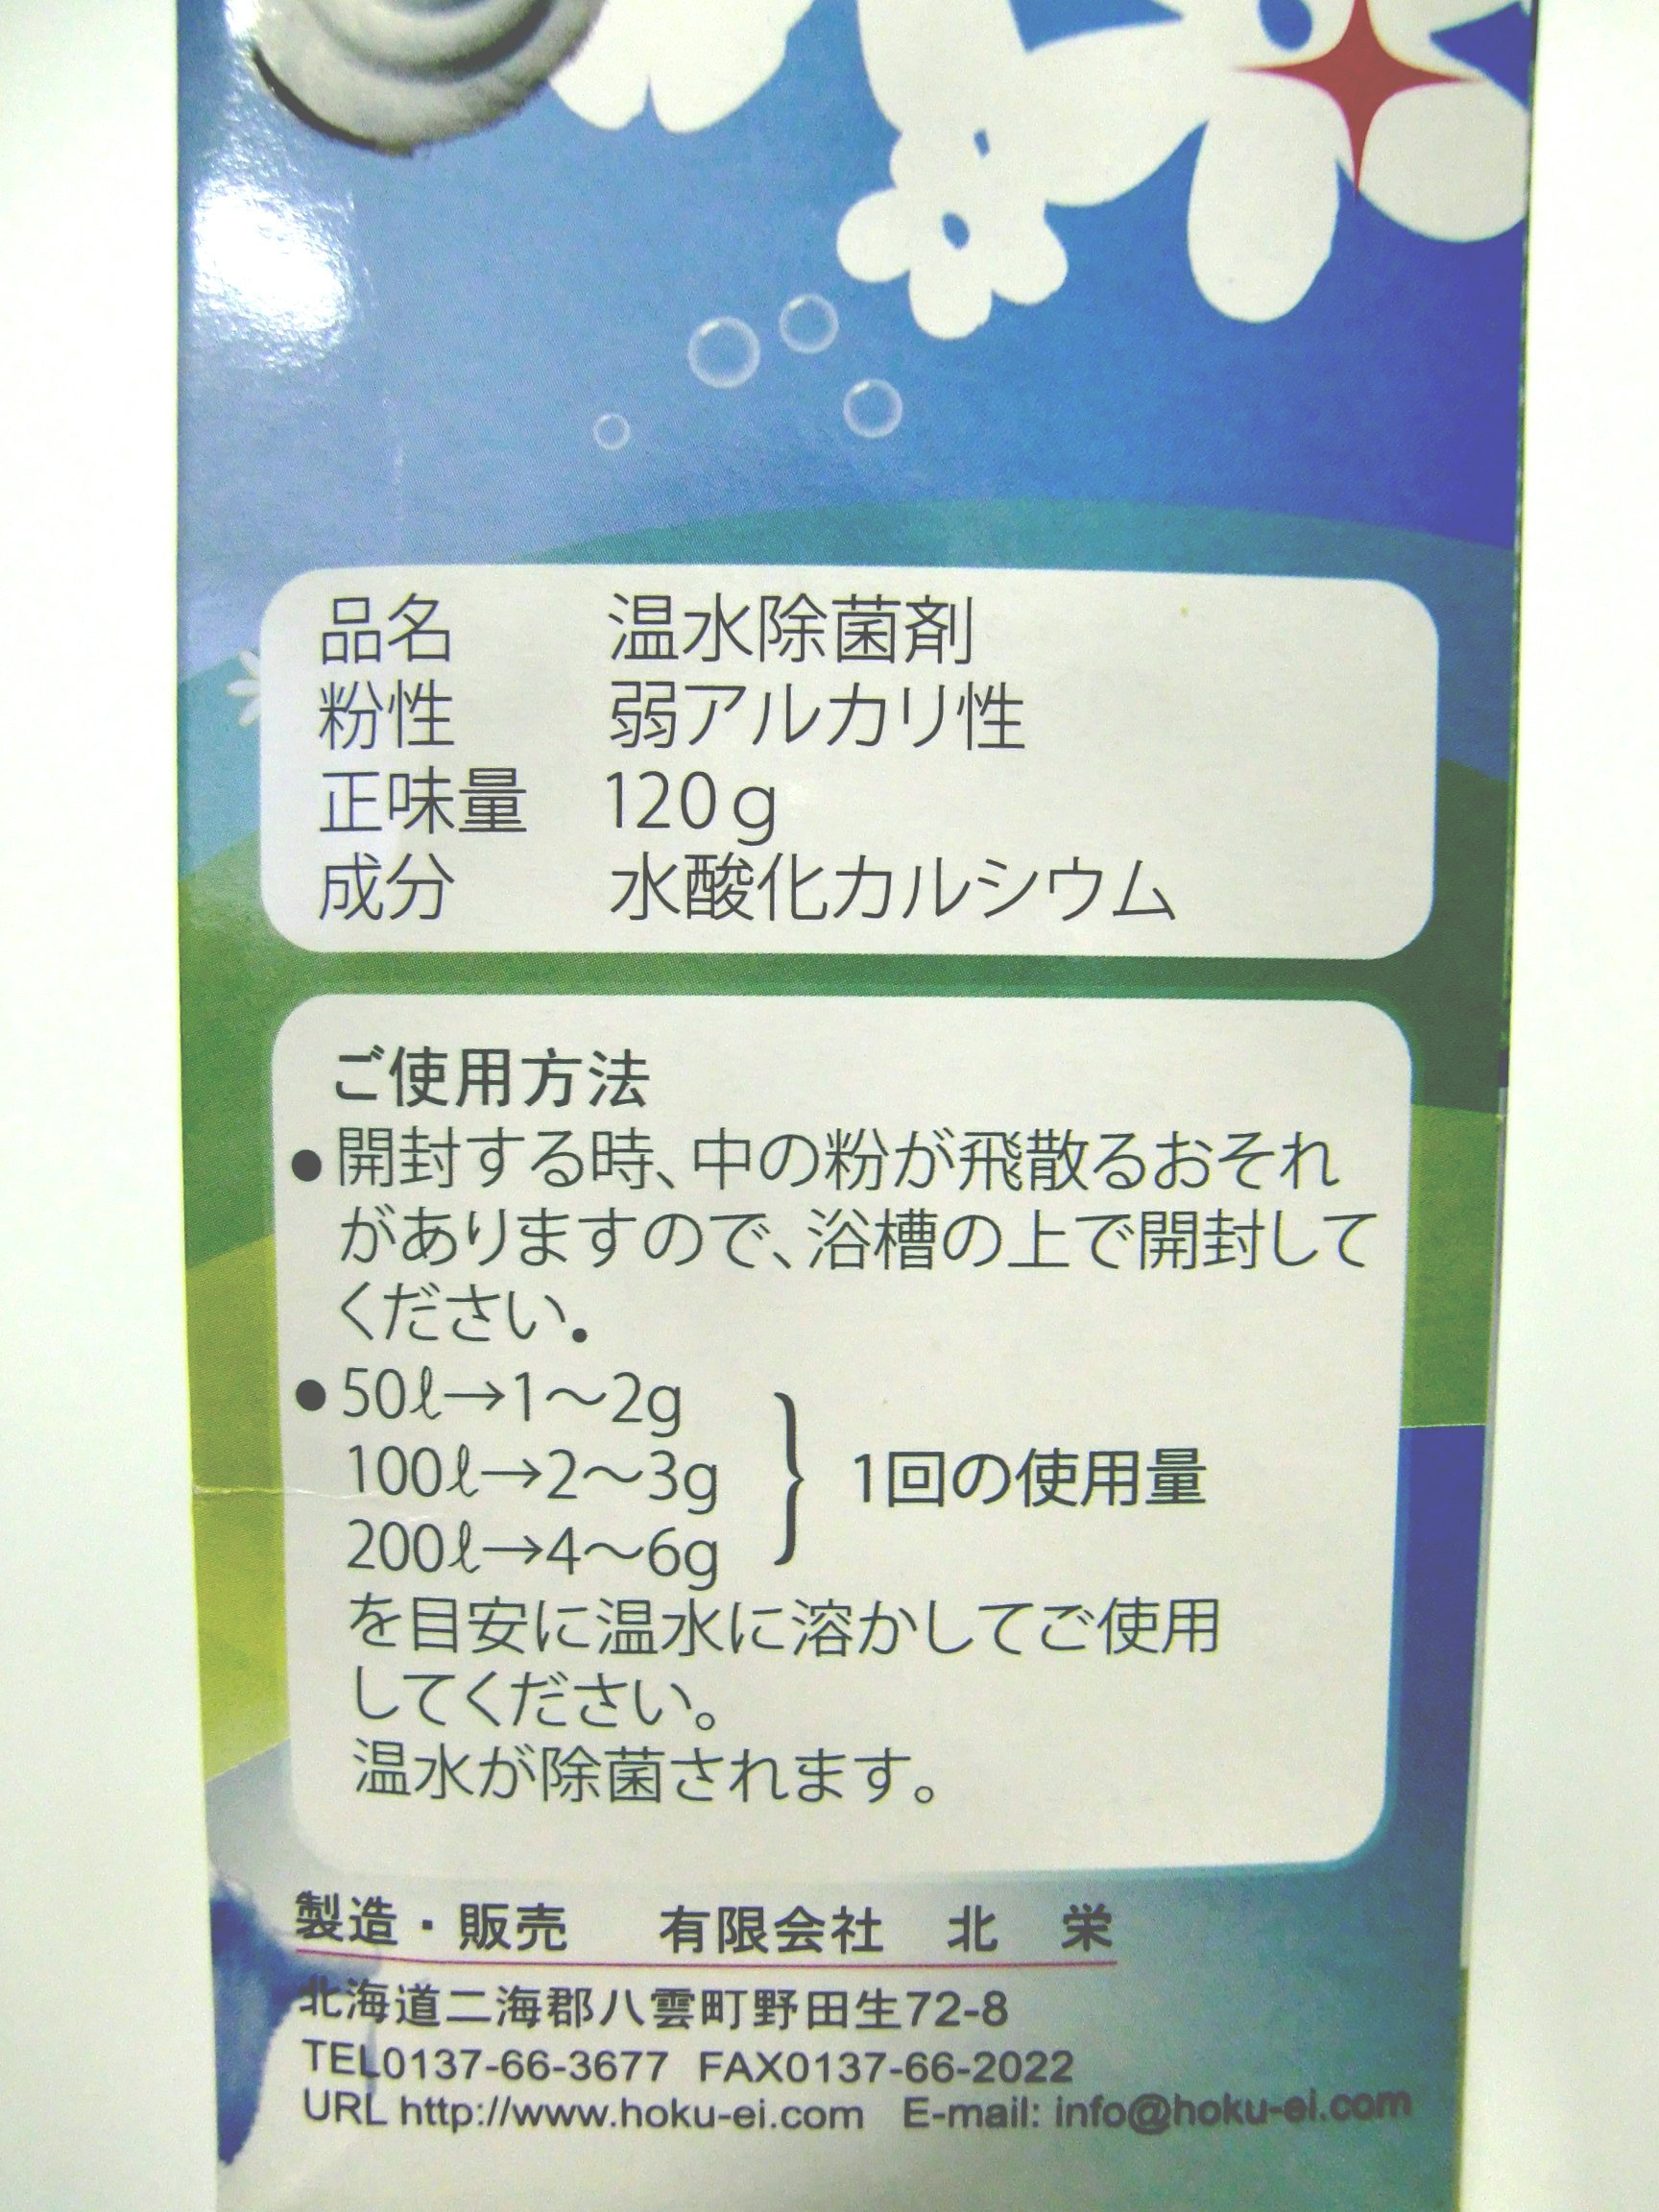 品名 温水除菌剤
粉性 弱アルカリ性
正味量 120g
成分 水酸化カルシウム
ご使用方法
●開封する時、中の粉が飛散るおそれ
がありますので、浴槽の上で開封して
ください.
●50ℓ→1〜2g
100ℓ→2〜3g } 1回の使用量
200ℓ→4〜6g
を目安に温水に溶かしてご使用
してください。
温水が除菌されます。
製造・販売 有限会社 北 栄
北海道二海郡八雲町野田生72-8
TEL0137-66-3677 FAX0137-66-2022
URL http://www.hoku-ei.com E-mail: info@hoku-ei.com